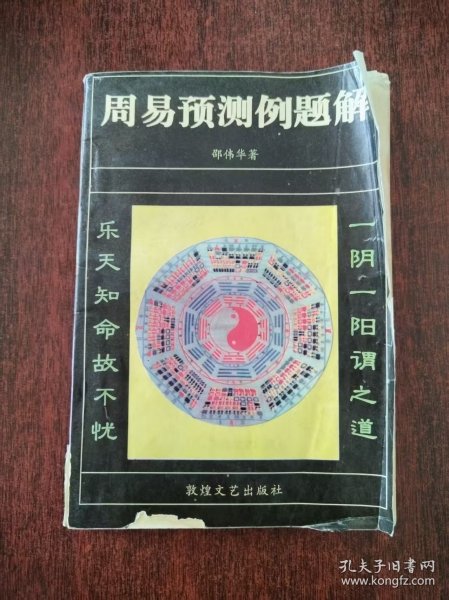 周易预测例题解
邵伟华著
一阴一阳谓之道
乐天知命故不忧
敦煌文艺出版社
孔夫子旧书网
www.kongfz.com